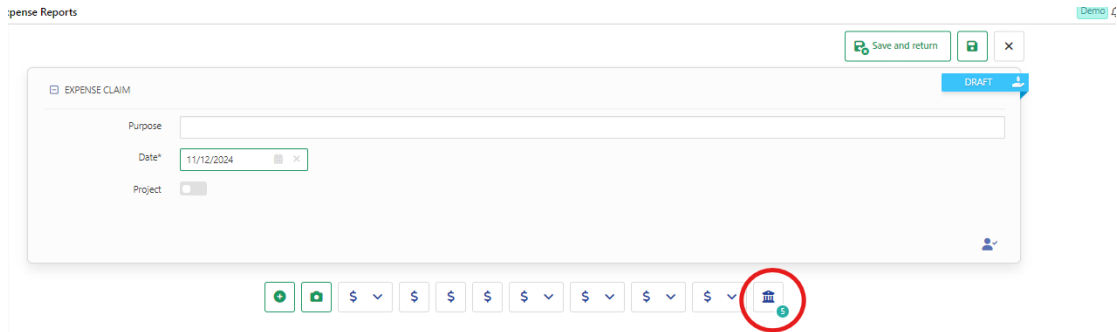 xpense Reports
Demo
Save and return
DRAFT
EXPENSE CLAIM
Purpose
Date*
11/12/2024
Project
$ $ $ $ $ $ $ $
5